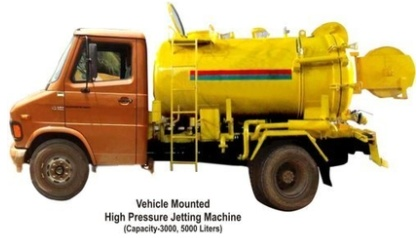 Vehicle Mounted
High Pressure Jetting Machine
(Capacity-3000, 5000 Liters)